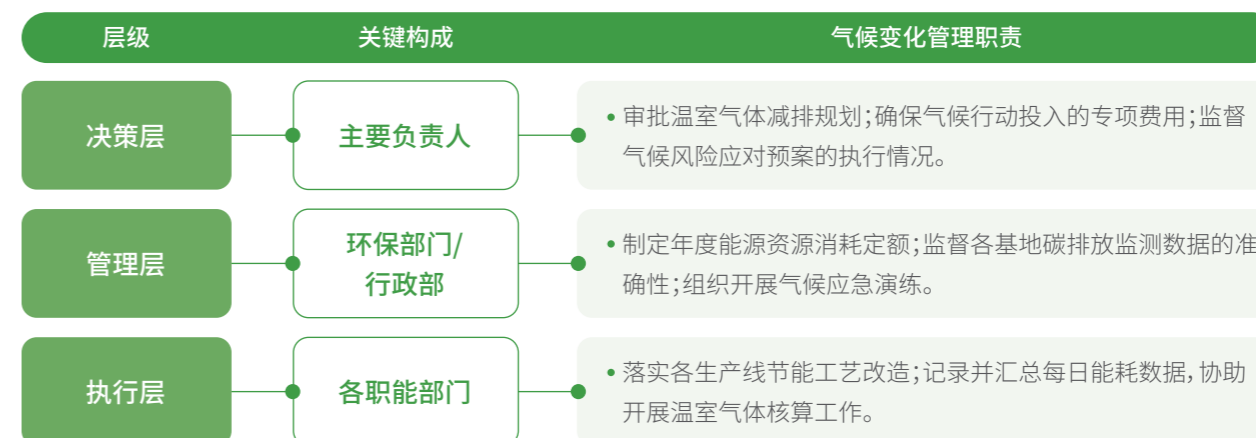 层级 关键构成 气候变化管理职责
决策层
主要负责人
• 审批温室气体减排规划;确保气候行动投入的专项费用;监督
气候风险应对预案的执行情况。
管理层
环保部门/
行政部
• 制定年度能源资源消耗定额;监督各基地碳排放监测数据的准
确性;组织开展气候应急演练。
执行层
各职能部门
• 落实各生产线节能工艺改造;记录并汇总每日能耗数据,协助
开展温室气体核算工作。